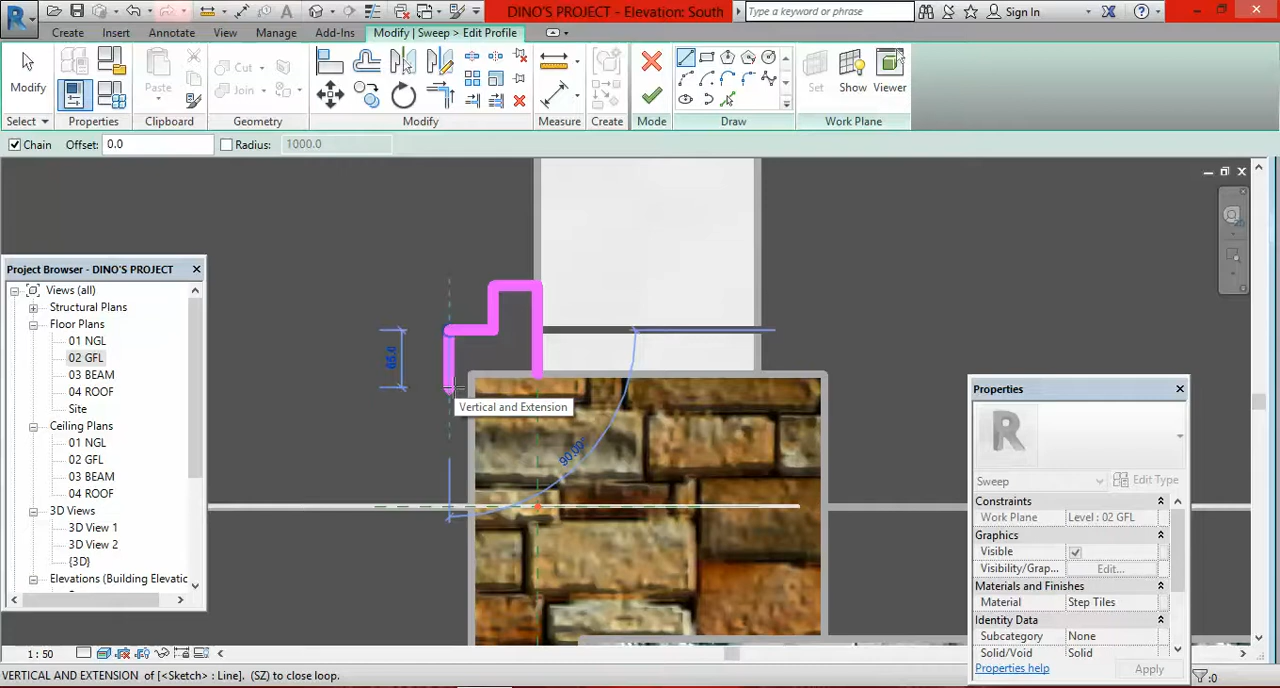 DINO'S PROJECT - Elevation: South
Type a keyword or phrase
Sign In
Create Insert Annotate View Manage Add-Ins Modify | Sweep > Edit Profile
Modify
Paste
Cut
Join
Set Show Viewer
Select Properties Clipboard Geometry Modify Measure Create Mode Draw Work Plane
Chain Offset: 0.0 Radius: 1000.0
Project Browser - DINO'S PROJECT
Views (all)
Structural Plans
Floor Plans
01 NGL
02 GFL
03 BEAM
04 ROOF
Site
Ceiling Plans
01 NGL
02 GFL
03 BEAM
04 ROOF
3D Views
3D View 1
3D View 2
{3D}
Elevations (Building Elevatic
65.0
Vertical and Extension
90.00°
Properties
R
Sweep Edit Type
Constraints
Work Plane Level : 02 GFL
Graphics
Visible
Visibility/Grap... Edit...
Materials and Finishes
Material Step Tiles
Identity Data
Subcategory None
Solid/Void Solid
Properties help Apply
1 : 50
VERTICAL AND EXTENSION of [<Sketch> : Line]. (SZ) to close loop.
:0